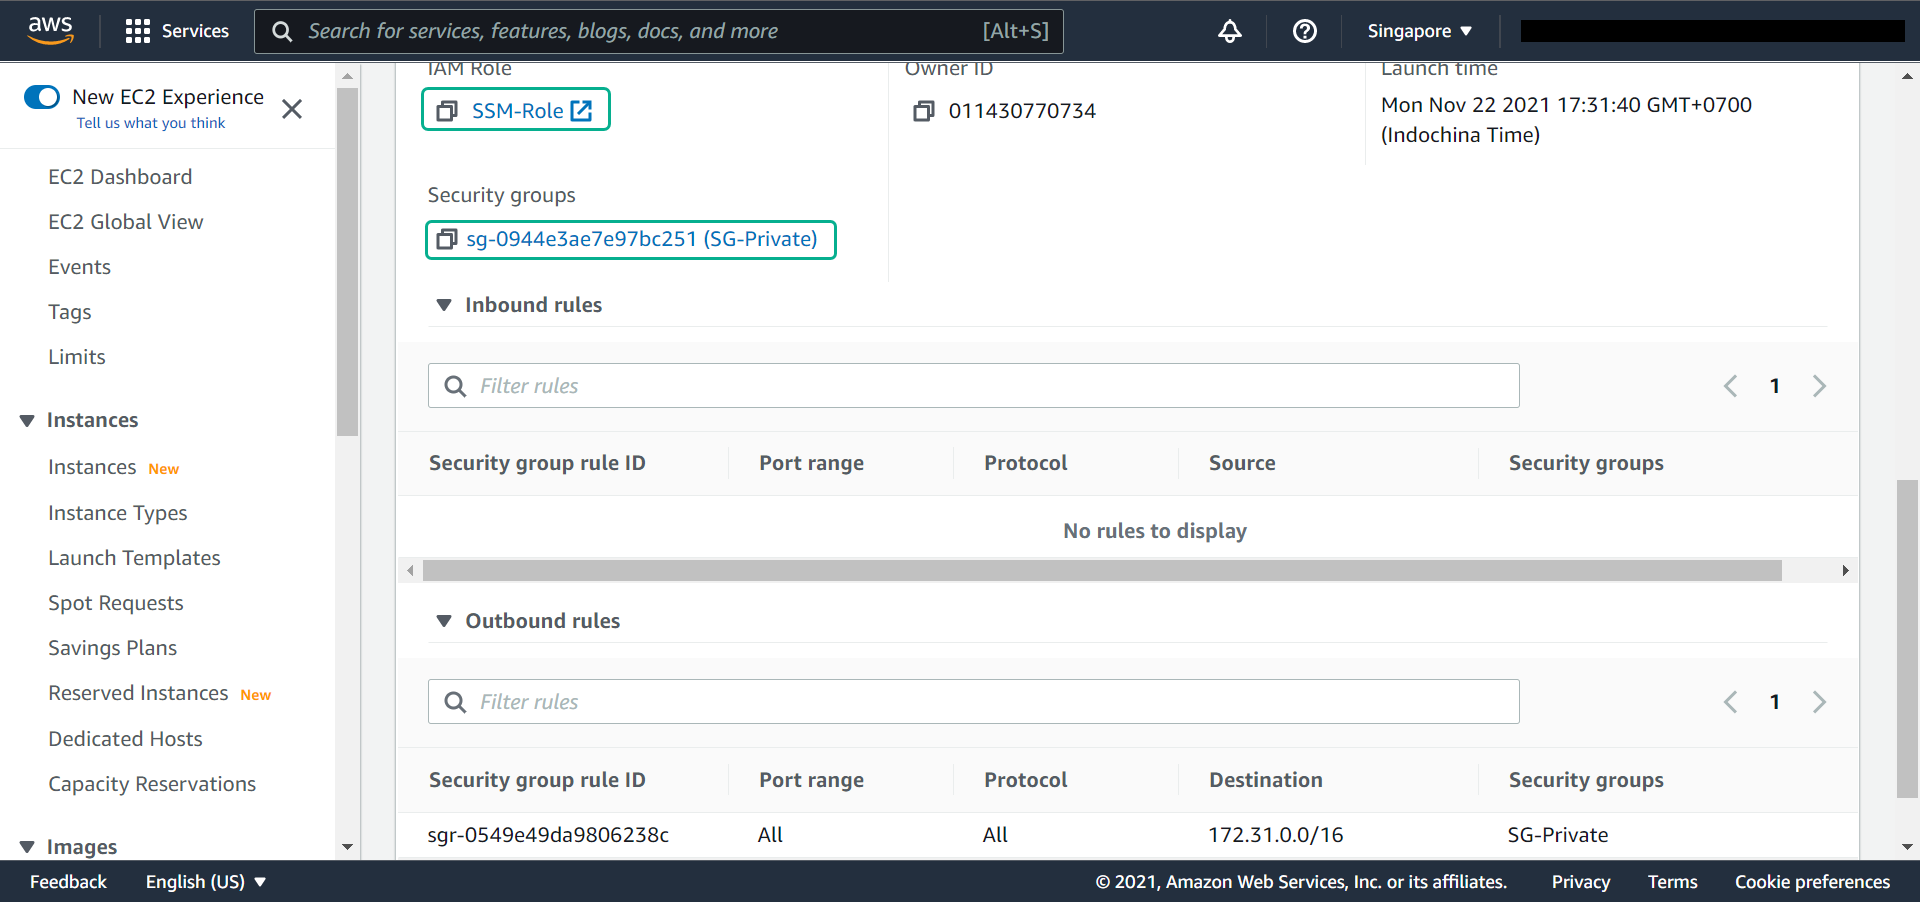 aws
Services
Search for services, features, blogs, docs, and more
[Alt+S]
Singapore
New EC2 Experience
Tell us what you think
EC2 Dashboard
EC2 Global View
Events
Tags
Limits
Instances
Instances New
Instance Types
Launch Templates
Spot Requests
Savings Plans
Reserved Instances New
Dedicated Hosts
Capacity Reservations
Images
IAM Role
SSM-Role
Owner ID
011430770734
Launch time
Mon Nov 22 2021 17:31:40 GMT+0700
(Indochina Time)
Security groups
sg-0944e3ae7e97bc251 (SG-Private)
Inbound rules
Filter rules
1
Security group rule ID Port range Protocol Source Security groups
No rules to display
Outbound rules
Filter rules
1
Security group rule ID Port range Protocol Destination Security groups
sgr-0549e49da9806238c All All 172.31.0.0/16 SG-Private
Feedback English (US) © 2021, Amazon Web Services, Inc. or its affiliates. Privacy Terms Cookie preferences